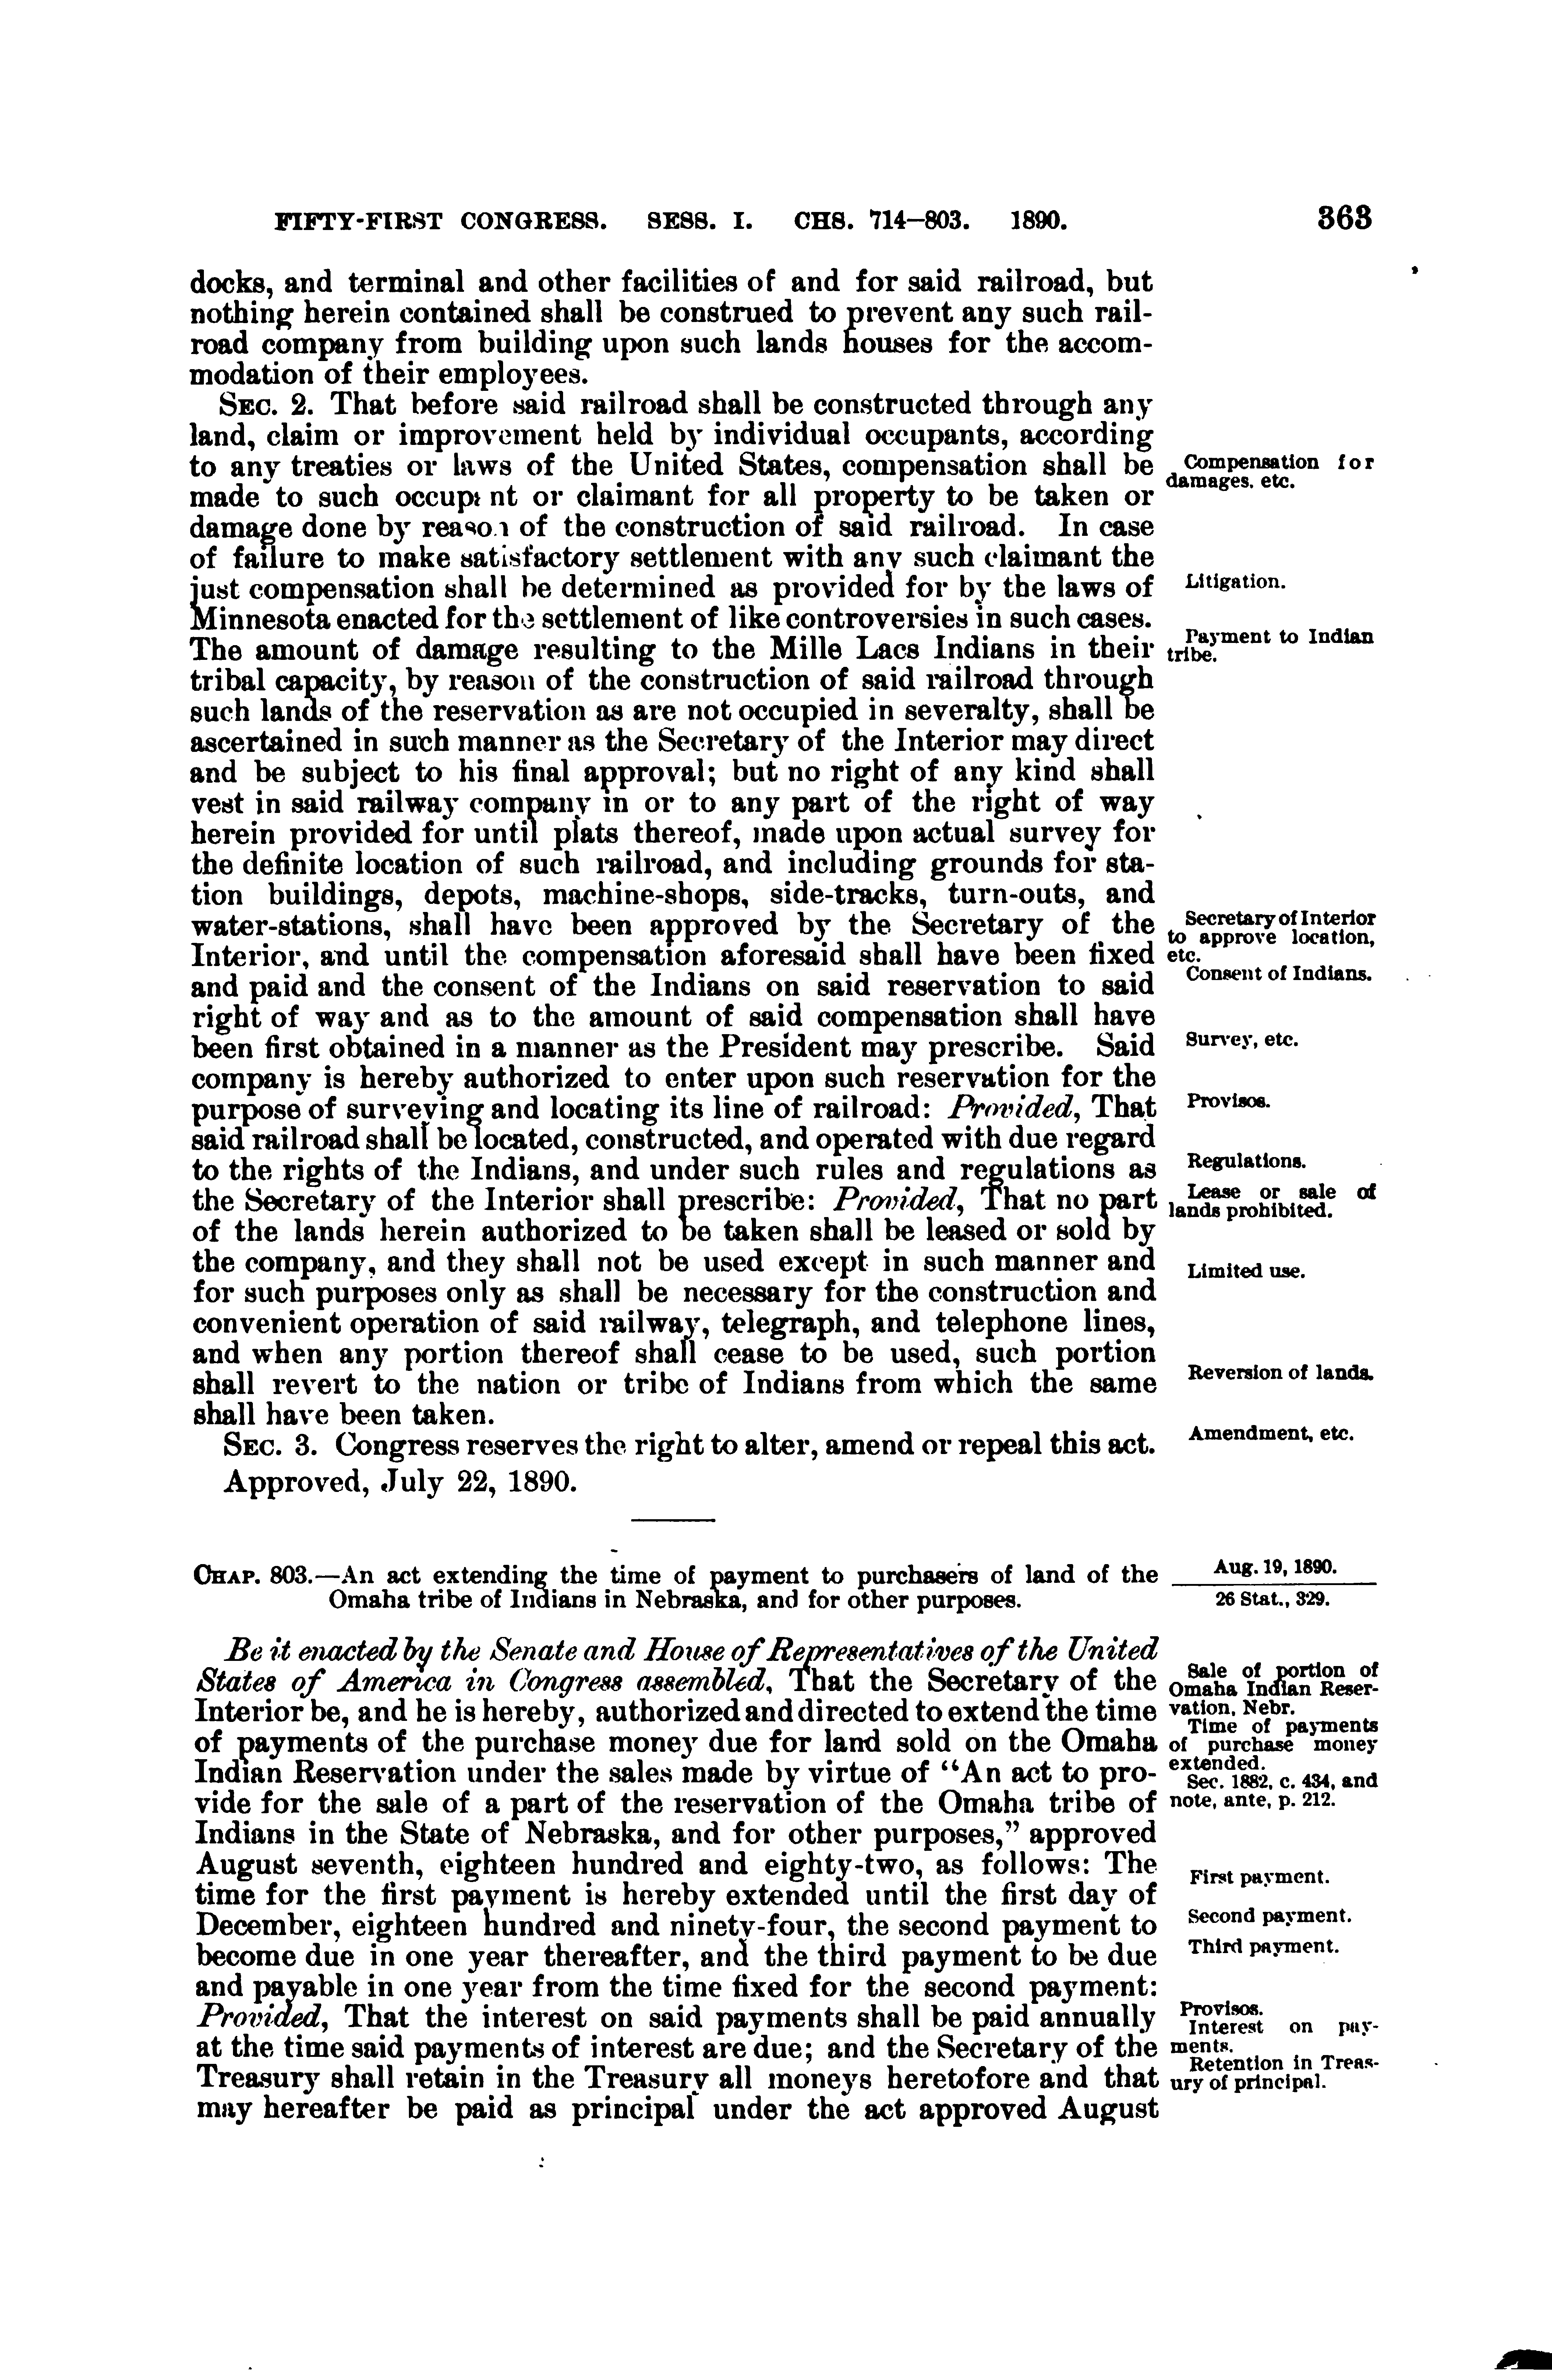 FIFTY-FIRST CONGRESS. SESS. I. CHS. 714–803. 1890. 363
docks, and terminal and other facilities of and for said railroad, but
nothing herein contained shall be construed to prevent any such rail-
road company from building upon such lands houses for the accom-
modation of their employees.
SEC. 2. That before said railroad shall be constructed through any
land, claim or improvement held by individual occupants, according
to any treaties or laws of the United States, compensation shall be
made to such occupant or claimant for all property to be taken or
damage done by reason of the construction of said railroad. In case
of failure to make satisfactory settlement with any such claimant the
just compensation shall be determined as provided for by the laws of
Minnesota enacted for the settlement of like controversies in such cases.
The amount of damage resulting to the Mille Lacs Indians in their
tribal capacity, by reason of the construction of said railroad through
such lands of the reservation as are not occupied in severalty, shall be
ascertained in such manner as the Secretary of the Interior may direct
and be subject to his final approval; but no right of any kind shall
vest in said railway company in or to any part of the right of way
herein provided for until plats thereof, made upon actual survey for
the definite location of such railroad, and including grounds for sta-
tion buildings, depots, machine-shops, side-tracks, turn-outs, and
water-stations, shall have been approved by the Secretary of the
Interior, and until the compensation aforesaid shall have been fixed
and paid and the consent of the Indians on said reservation to said
right of way and as to the amount of said compensation shall have
been first obtained in a manner as the President may prescribe. Said
company is hereby authorized to enter upon such reservation for the
purpose of surveying and locating its line of railroad: Provided, That
said railroad shall be located, constructed, and operated with due regard
to the rights of the Indians, and under such rules and regulations as
the Secretary of the Interior shall prescribe: Provided, That no part
of the lands herein authorized to be taken shall be leased or sold by
the company, and they shall not be used except in such manner and
for such purposes only as shall be necessary for the construction and
convenient operation of said railway, telegraph, and telephone lines,
and when any portion thereof shall cease to be used, such portion
shall revert to the nation or tribe of Indians from which the same
shall have been taken.
SEC. 3. Congress reserves the right to alter, amend or repeal this act.
Approved, July 22, 1890.
Compensation for
damages, etc.
Litigation.
Payment to Indian
tribe.
Secretary of Interior
to approve location,
etc.
Consent of Indians.
Survey, etc.
Provisos.
Regulations.
Lease or sale of
lands prohibited.
Limited use.
Reversion of lands.
Amendment, etc.
CHAP. 803.—An act extending the time of payment to purchasers of land of the
Omaha tribe of Indians in Nebraska, and for other purposes.
Aug. 19, 1890.
26 Stat., 329.
Be it enacted by the Senate and House of Representatives of the United
States of America in Congress assembled, That the Secretary of the
Interior be, and he is hereby, authorized and directed to extend the time
of payments of the purchase money due for land sold on the Omaha
Indian Reservation under the sales made by virtue of “An act to pro-
vide for the sale of a part of the reservation of the Omaha tribe of
Indians in the State of Nebraska, and for other purposes,” approved
August seventh, eighteen hundred and eighty-two, as follows: The
time for the first payment is hereby extended until the first day of
December, eighteen hundred and ninety-four, the second payment to
become due in one year thereafter, and the third payment to be due
and payable in one year from the time fixed for the second payment:
Provided, That the interest on said payments shall be paid annually
at the time said payments of interest are due; and the Secretary of the
Treasury shall retain in the Treasury all moneys heretofore and that
may hereafter be paid as principal under the act approved August
Sale of portion of
Omaha Indian Reser-
vation, Nebr.
Time of payments
of purchase money
extended.
Sec. 1882, c. 434, and
note, ante, p. 212.
First payment.
Second payment.
Third payment.
Provisos.
Interest on pay-
ments.
Retention in Treas-
ury of principal.